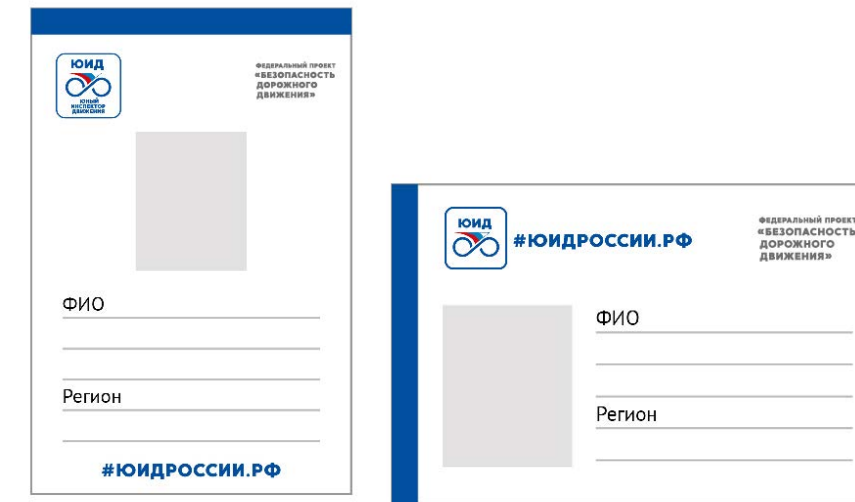 ЮИД
ЮНЫЙ
ИНСПЕКТОР
ДВИЖЕНИЯ
ФЕДЕРАЛЬНЫЙ ПРОЕКТ
«БЕЗОПАСНОСТЬ
ДОРОЖНОГО
ДВИЖЕНИЯ»
ФИО
Регион
#ЮИДРОССИИ.РФ
ЮИД
#ЮИДРОССИИ.РФ
ФЕДЕРАЛЬНЫЙ ПРОЕКТ
«БЕЗОПАСНОСТЬ
ДОРОЖНОГО
ДВИЖЕНИЯ»
ФИО
Регион